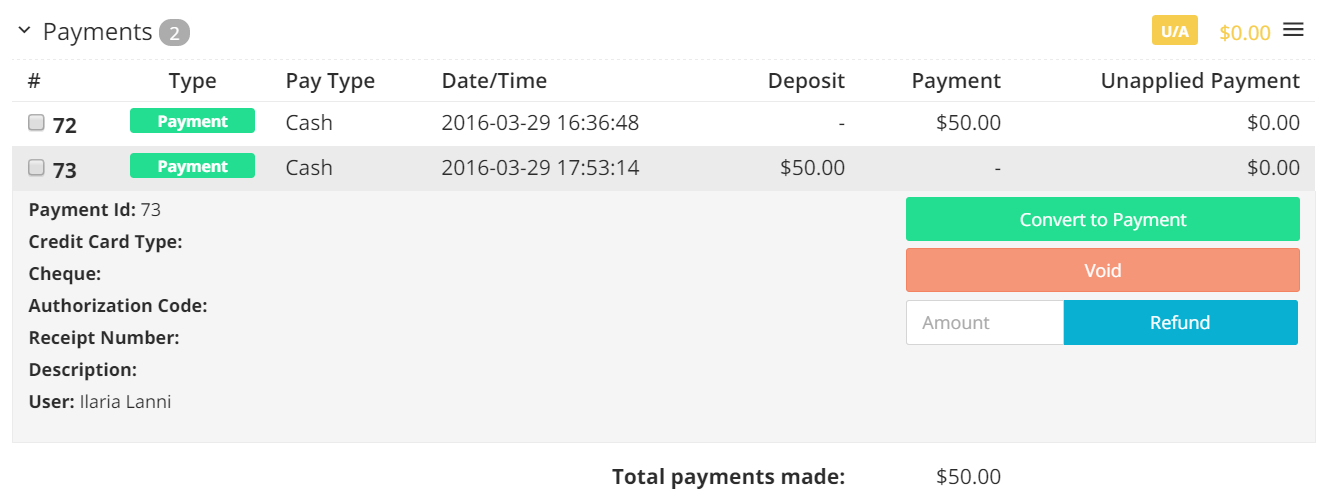 Payments 2 U/A $0.00
# Type Pay Type Date/Time Deposit Payment Unapplied Payment
72 Payment Cash 2016-03-29 16:36:48 - $50.00 $0.00
73 Payment Cash 2016-03-29 17:53:14 $50.00 - $0.00
Payment Id: 73
Credit Card Type:
Cheque:
Authorization Code:
Receipt Number:
Description:
User: Ilaria Lanni
Convert to Payment
Void
Amount Refund
Total payments made: $50.00